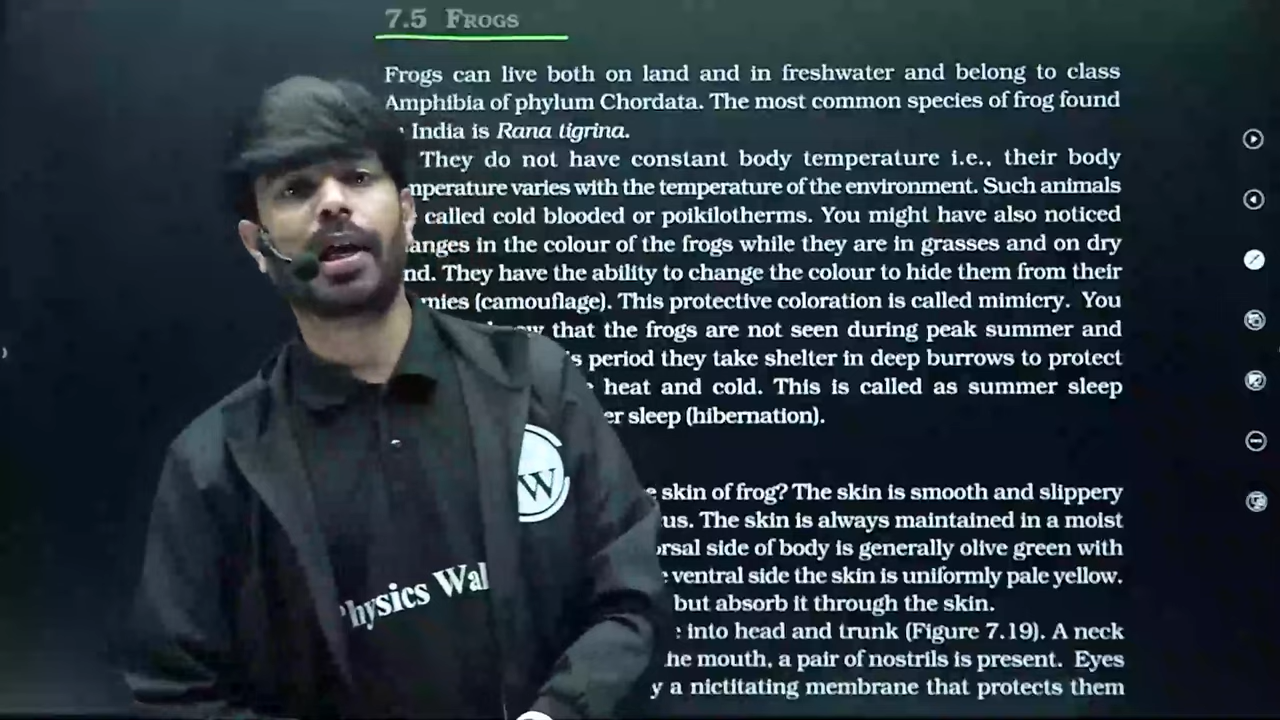 7.5 FROGS
Frogs can live both on land and in freshwater and belong to class
Amphibia of phylum Chordata. The most common species of frog found
India is Rana tigrina.
They do not have constant body temperature i.e., their body
mperature varies with the temperature of the environment. Such animals
called cold blooded or poikilotherms. You might have also noticed
anges in the colour of the frogs while they are in grasses and on dry
nd. They have the ability to change the colour to hide them from their
mies (camouflage). This protective coloration is called mimicry. You
that the frogs are not seen during peak summer and
s period they take shelter in deep burrows to protect
heat and cold. This is called as summer sleep
er sleep (hibernation).
e skin of frog? The skin is smooth and slippery
us. The skin is always maintained in a moist
orsal side of body is generally olive green with
ventral side the skin is uniformly pale yellow.
but absorb it through the skin.
into head and trunk (Figure 7.19). A neck
he mouth, a pair of nostrils is present. Eyes
y a nictitating membrane that protects them
W
Physics Wal